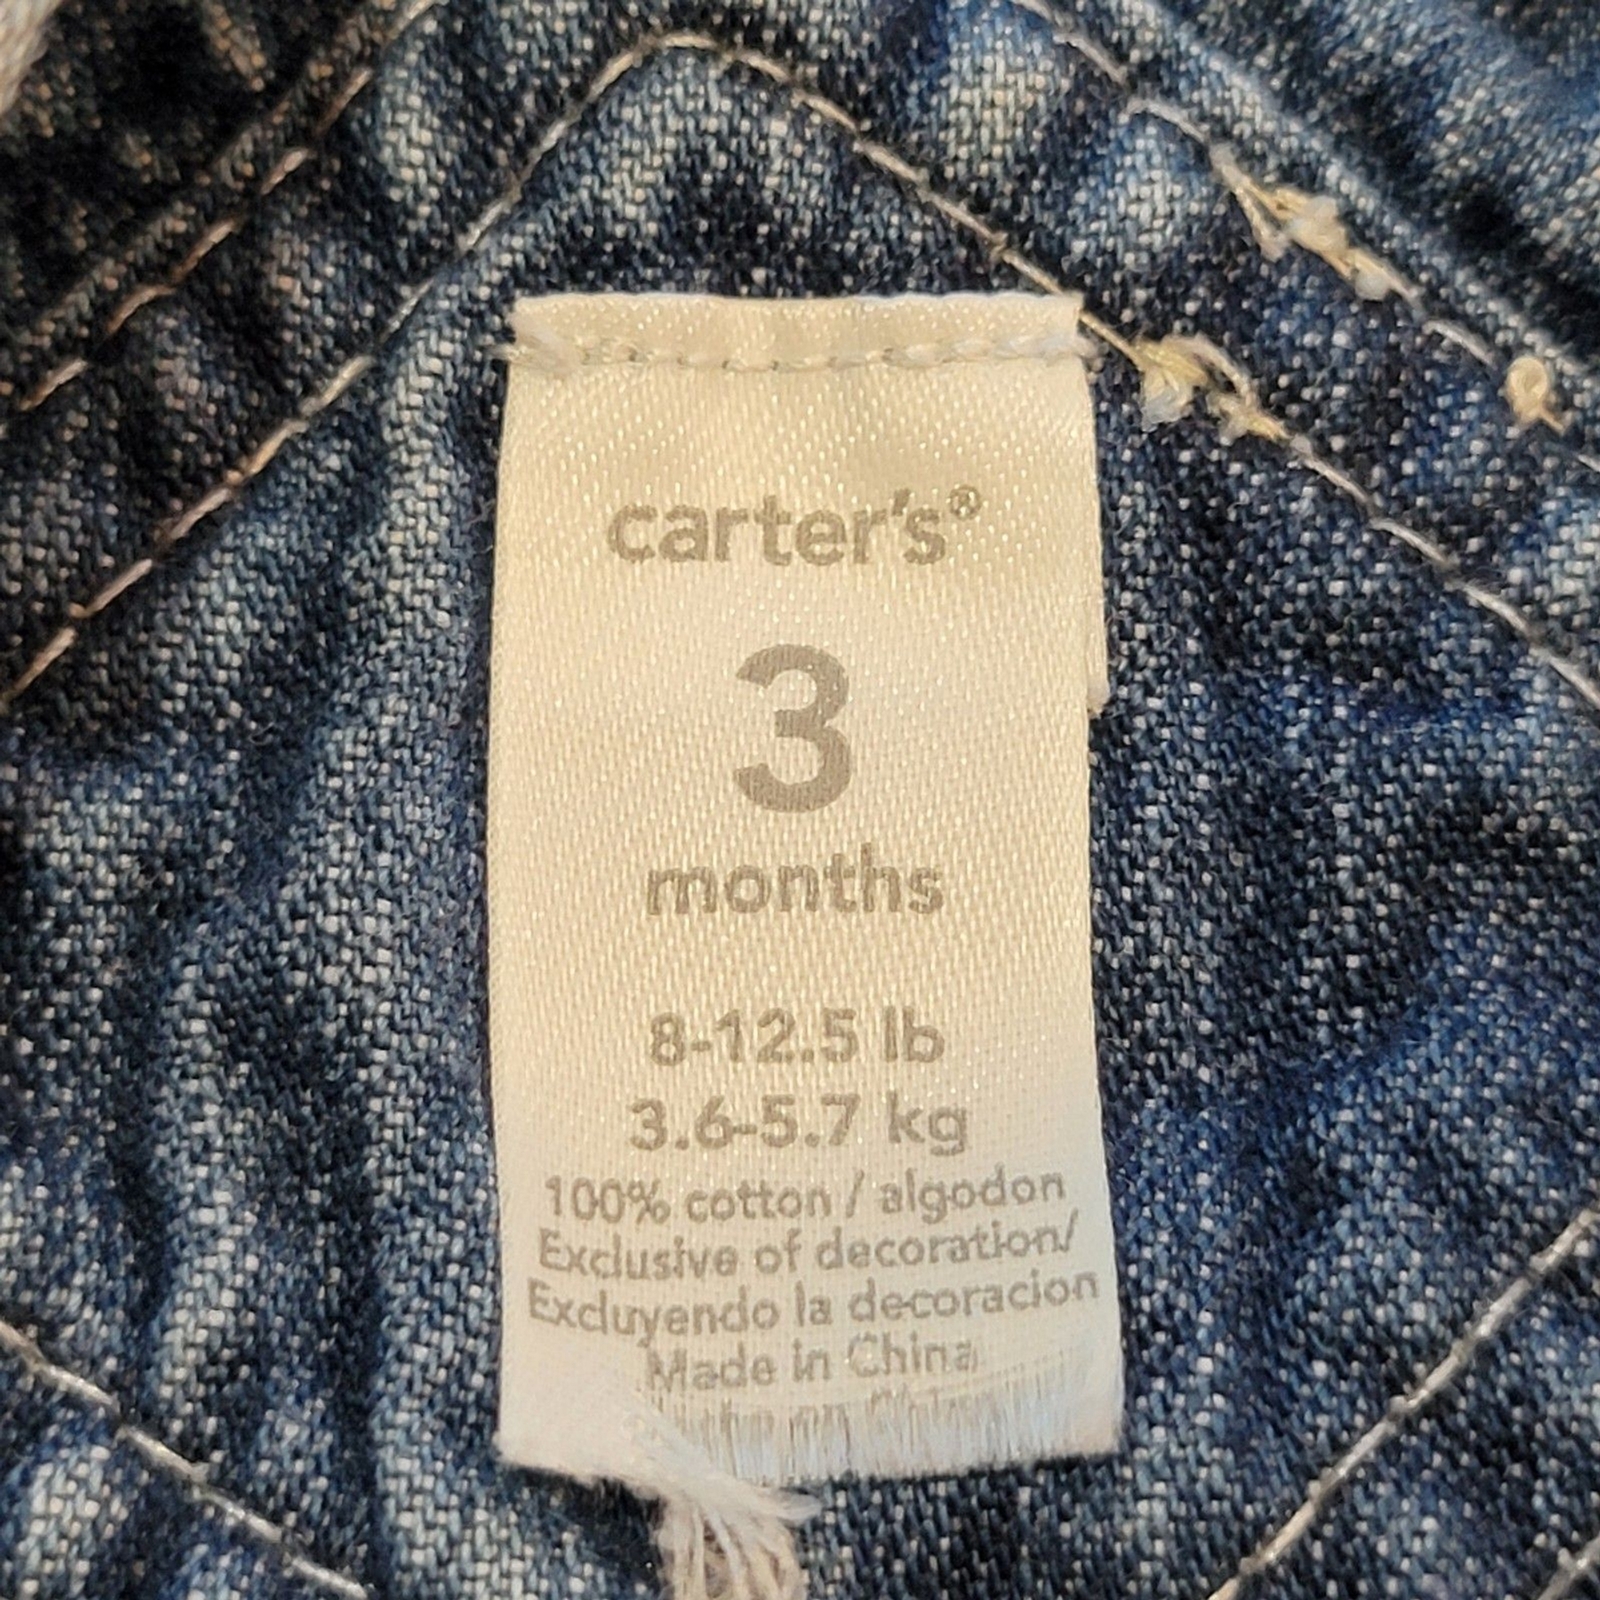 carter's®
3
months
8-12.5 lb
3.6-5.7 kg
100% cotton / algodon
Exclusive of decoration/
Excluyendo la decoracion
Made in China